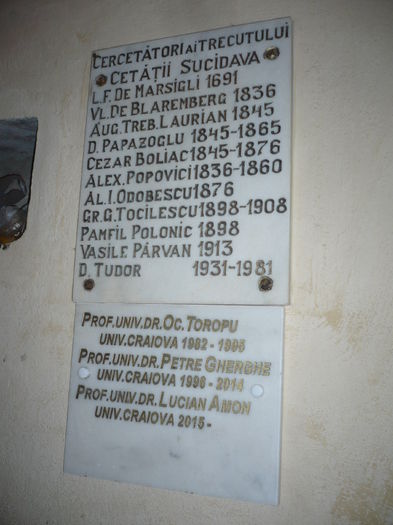 CERCETĂTORI ai TRECUTULUI
CETĂȚII SUCIDAVA
L.F. DE MARSIGLI 1691
VL. DE BLAREMBERG 1836
AUG. TREB. LAURIAN 1845
D. PAPAZOGLU 1845-1865
CEZAR BOLIAC 1845-1876
ALEX. POPOVICI 1836-1860
AL. I. ODOBESCU 1876
GR.G. TOCILESCU 1898-1908
PAMFIL POLONIC 1898
VASILE PÂRVAN 1913
D. TUDOR 1931-1981
PROF.UNIV.DR. OC. TOROPU
UNIV.CRAIOVA 1982 - 1995
PROF.UNIV.DR. PETRE GHERGHE
UNIV.CRAIOVA 1996 - 2014
PROF.UNIV.DR. LUCIAN AMON
UNIV.CRAIOVA 2015 -